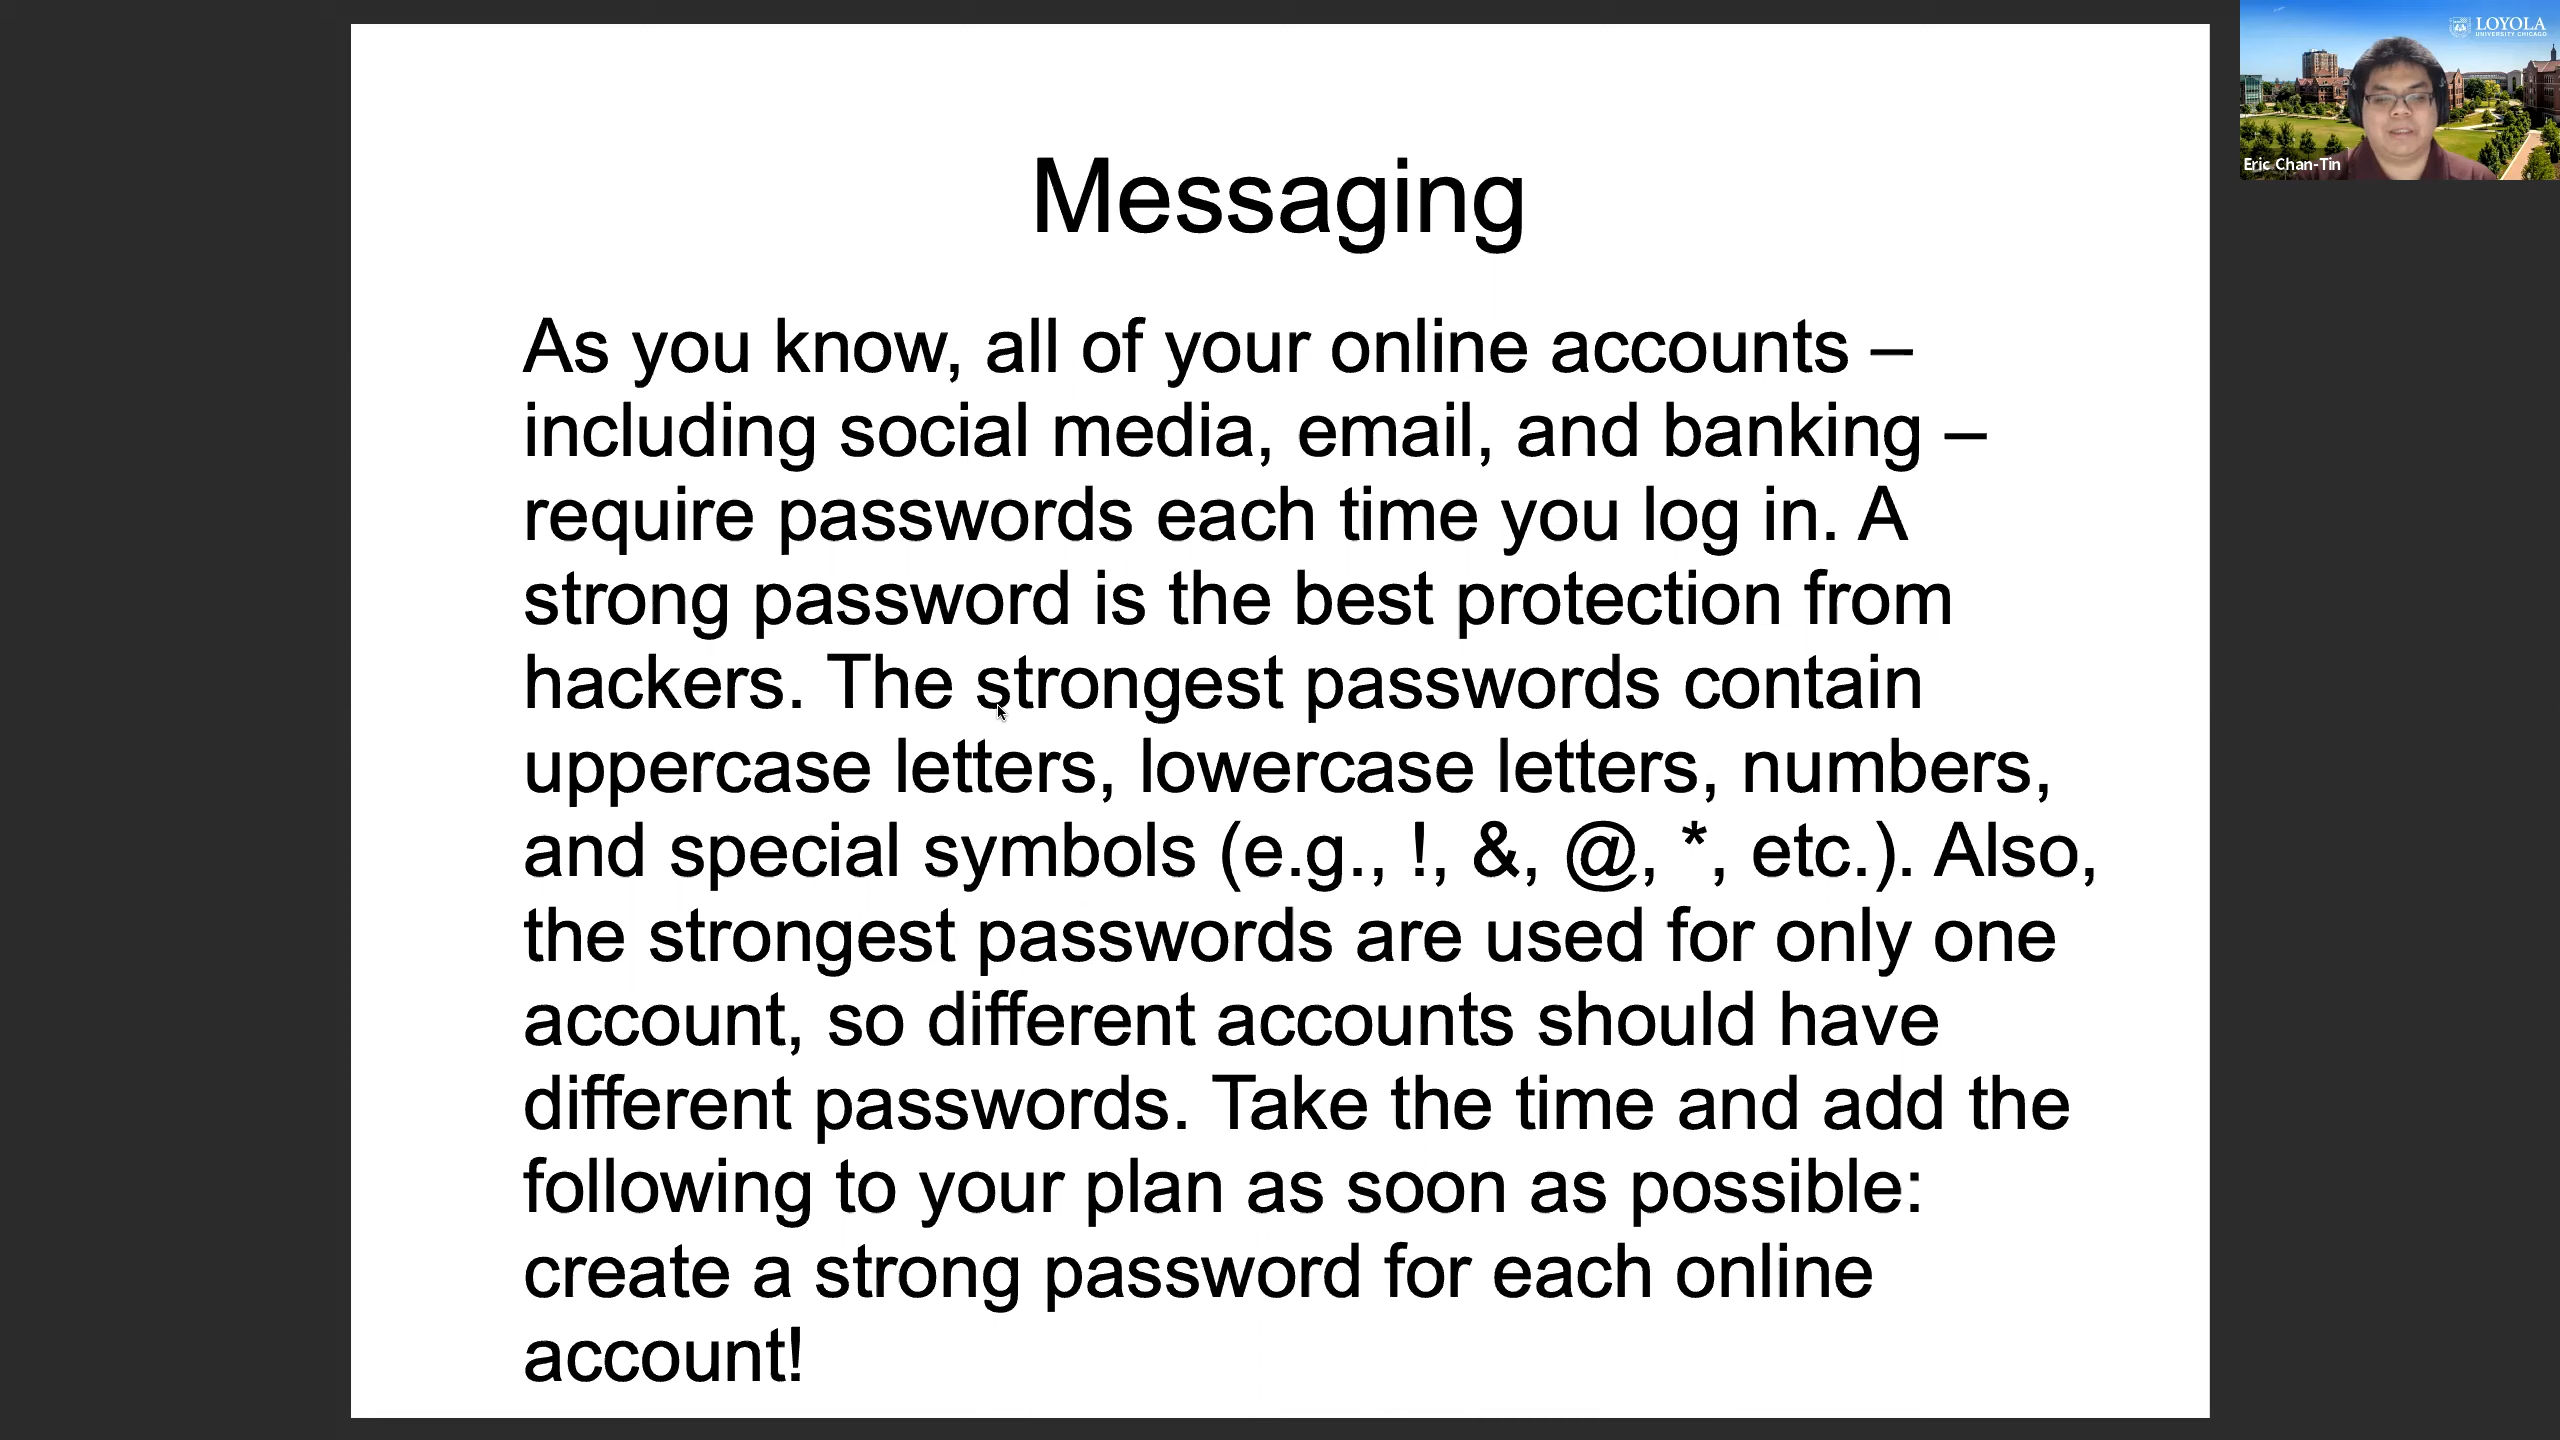 Messaging
As you know, all of your online accounts –
including social media, email, and banking –
require passwords each time you log in. A
strong password is the best protection from
hackers. The strongest passwords contain
uppercase letters, lowercase letters, numbers,
and special symbols (e.g., !, &, @, *, etc.). Also,
the strongest passwords are used for only one
account, so different accounts should have
different passwords. Take the time and add the
following to your plan as soon as possible:
create a strong password for each online
account!
LOYOLA
UNIVERSITY CHICAGO
Eric Chan-Tin